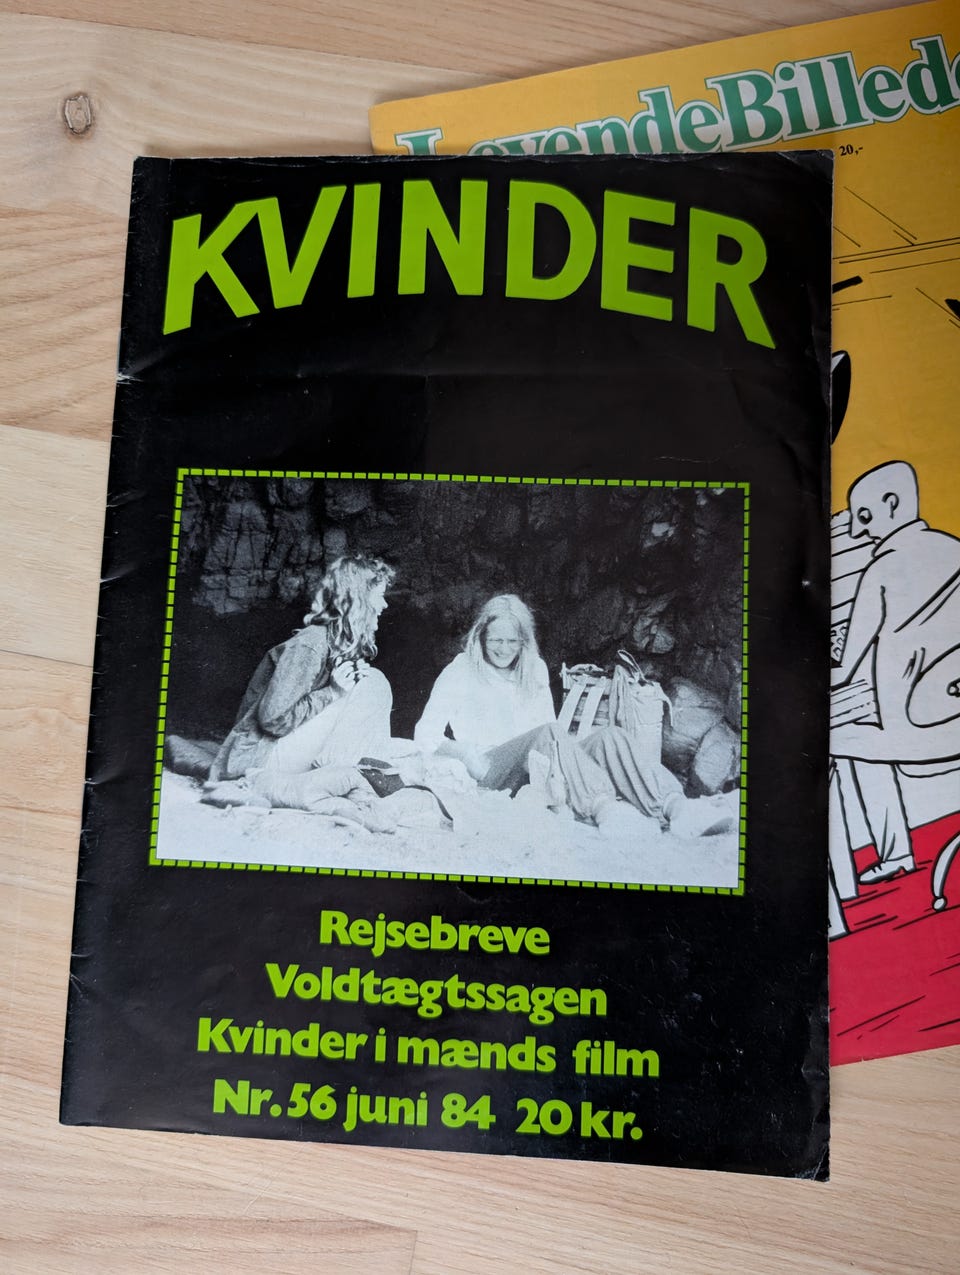 LevendeBillede
20,-
KVINDER
Rejsebreve
Voldtægtssagen
Kvinder i mænds film
Nr. 56 juni 84 20 kr.